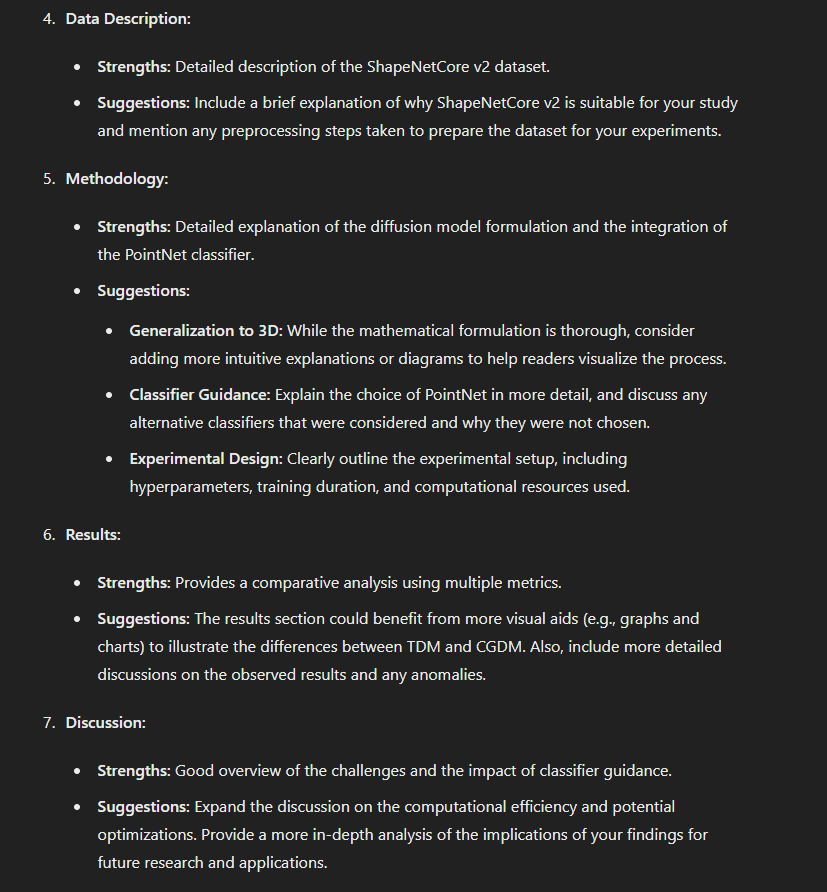 4. Data Description:
• Strengths: Detailed description of the ShapeNetCore v2 dataset.
• Suggestions: Include a brief explanation of why ShapeNetCore v2 is suitable for your study
and mention any preprocessing steps taken to prepare the dataset for your experiments.
5. Methodology:
• Strengths: Detailed explanation of the diffusion model formulation and the integration of
the PointNet classifier.
• Suggestions:
• Generalization to 3D: While the mathematical formulation is thorough, consider
adding more intuitive explanations or diagrams to help readers visualize the process.
• Classifier Guidance: Explain the choice of PointNet in more detail, and discuss any
alternative classifiers that were considered and why they were not chosen.
• Experimental Design: Clearly outline the experimental setup, including
hyperparameters, training duration, and computational resources used.
6. Results:
• Strengths: Provides a comparative analysis using multiple metrics.
• Suggestions: The results section could benefit from more visual aids (e.g., graphs and
charts) to illustrate the differences between TDM and CGDM. Also, include more detailed
discussions on the observed results and any anomalies.
7. Discussion:
• Strengths: Good overview of the challenges and the impact of classifier guidance.
• Suggestions: Expand the discussion on the computational efficiency and potential
optimizations. Provide a more in-depth analysis of the implications of your findings for
future research and applications.